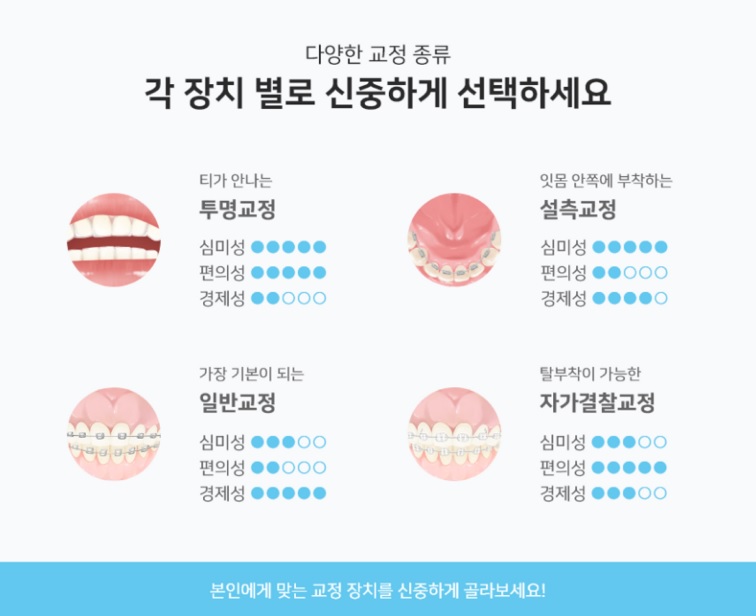 다양한 교정 종류
각 장치 별로 신중하게 선택하세요
티가 안나는
투명교정
심미성 ●●●●●
편의성 ●●●●●
경제성 ●●○○○
잇몸 안쪽에 부착하는
설측교정
심미성 ●●●●●
편의성 ●●○○○
경제성 ●●●●○
가장 기본이 되는
일반교정
심미성 ●●●○○
편의성 ●●○○○
경제성 ●●●●●
탈부착이 가능한
자가결찰교정
심미성 ●●●○○
편의성 ●●●●●
경제성 ●●●○○
본인에게 맞는 교정 장치를 신중하게 골라보세요!